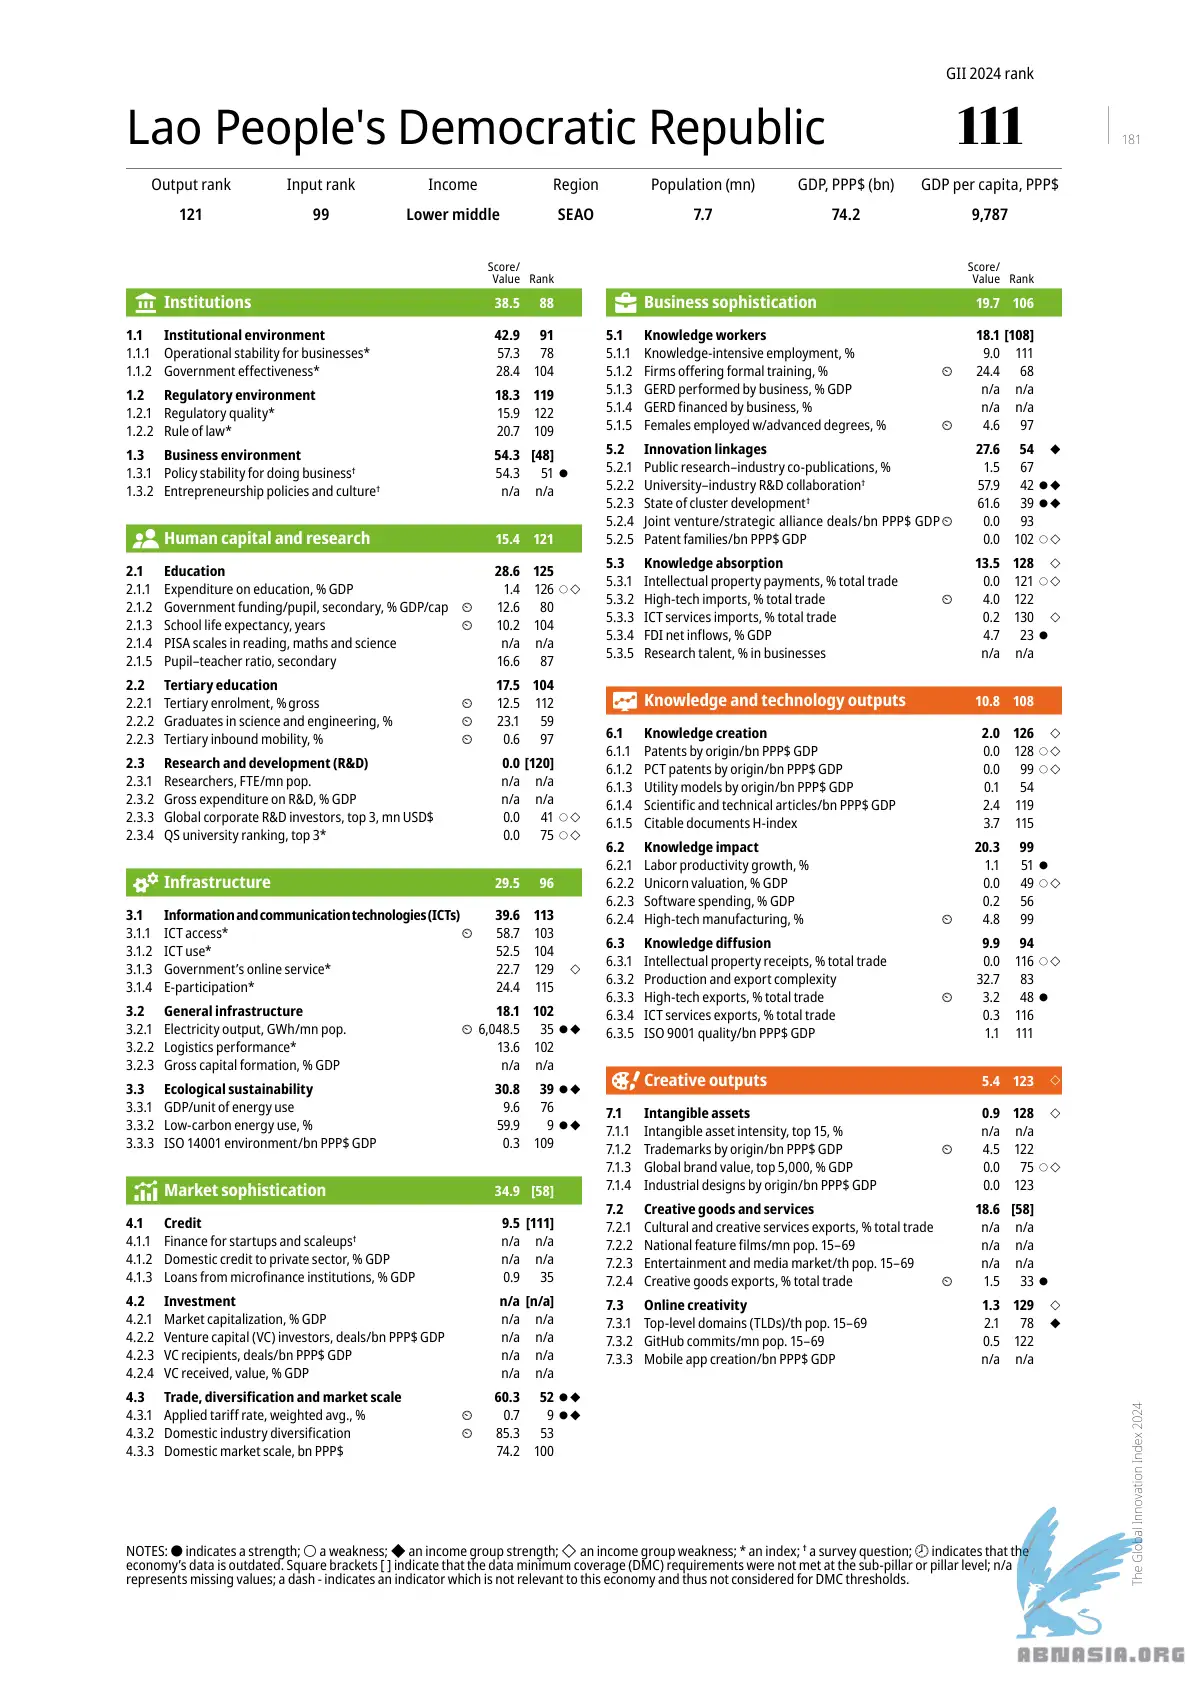 GII 2024 rank
Lao People's Democratic Republic 111
181
Output rank Input rank Income Region Population (mn) GDP, PPP$ (bn) GDP per capita, PPP$
121 99 Lower middle SEAO 7.7 74.2 9,787
Score/
Value Rank
Institutions 38.5 88
1.1 Institutional environment 42.9 91
1.1.1 Operational stability for businesses* 57.3 78
1.1.2 Government effectiveness* 28.4 104
1.2 Regulatory environment 18.3 119
1.2.1 Regulatory quality* 15.9 122
1.2.2 Rule of law* 20.7 109
1.3 Business environment 54.3 [48]
1.3.1 Policy stability for doing business† 54.3 51 ●
1.3.2 Entrepreneurship policies and culture† n/a n/a
Human capital and research 15.4 121
2.1 Education 28.6 125
2.1.1 Expenditure on education, % GDP 1.4 126 ○◇
2.1.2 Government funding/pupil, secondary, % GDP/cap ⏲ 12.6 80
2.1.3 School life expectancy, years ⏲ 10.2 104
2.1.4 PISA scales in reading, maths and science n/a n/a
2.1.5 Pupil–teacher ratio, secondary 16.6 87
2.2 Tertiary education 17.5 104
2.2.1 Tertiary enrolment, % gross ⏲ 12.5 112
2.2.2 Graduates in science and engineering, % ⏲ 23.1 59
2.2.3 Tertiary inbound mobility, % ⏲ 0.6 97
2.3 Research and development (R&D) 0.0 [120]
2.3.1 Researchers, FTE/mn pop. n/a n/a
2.3.2 Gross expenditure on R&D, % GDP n/a n/a
2.3.3 Global corporate R&D investors, top 3, mn USD$ 0.0 41 ○◇
2.3.4 QS university ranking, top 3* 0.0 75 ○◇
Infrastructure 29.5 96
3.1 Information and communication technologies (ICTs) 39.6 113
3.1.1 ICT access* ⏲ 58.7 103
3.1.2 ICT use* 52.5 104
3.1.3 Government’s online service* 22.7 129 ◇
3.1.4 E-participation* 24.4 115
3.2 General infrastructure 18.1 102
3.2.1 Electricity output, GWh/mn pop. ⏲ 6,048.5 35 ●◆
3.2.2 Logistics performance* 13.6 102
3.2.3 Gross capital formation, % GDP n/a n/a
3.3 Ecological sustainability 30.8 39 ●◆
3.3.1 GDP/unit of energy use 9.6 76
3.3.2 Low-carbon energy use, % 59.9 9 ●◆
3.3.3 ISO 14001 environment/bn PPP$ GDP 0.3 109
Market sophistication 34.9 [58]
4.1 Credit 9.5 [111]
4.1.1 Finance for startups and scaleups† n/a n/a
4.1.2 Domestic credit to private sector, % GDP n/a n/a
4.1.3 Loans from microfinance institutions, % GDP 0.9 35
4.2 Investment n/a [n/a]
4.2.1 Market capitalization, % GDP n/a n/a
4.2.2 Venture capital (VC) investors, deals/bn PPP$ GDP n/a n/a
4.2.3 VC recipients, deals/bn PPP$ GDP n/a n/a
4.2.4 VC received, value, % GDP n/a n/a
4.3 Trade, diversification and market scale 60.3 52 ●◆
4.3.1 Applied tariff rate, weighted avg., % ⏲ 0.7 9 ●◆
4.3.2 Domestic industry diversification ⏲ 85.3 53
4.3.3 Domestic market scale, bn PPP$ 74.2 100
Score/
Value Rank
Business sophistication 19.7 106
5.1 Knowledge workers 18.1 [108]
5.1.1 Knowledge-intensive employment, % 9.0 111
5.1.2 Firms offering formal training, % ⏲ 24.4 68
5.1.3 GERD performed by business, % GDP n/a n/a
5.1.4 GERD financed by business, % n/a n/a
5.1.5 Females employed w/advanced degrees, % ⏲ 4.6 97
5.2 Innovation linkages 27.6 54 ◆
5.2.1 Public research–industry co-publications, % 1.5 67
5.2.2 University–industry R&D collaboration† 57.9 42 ●◆
5.2.3 State of cluster development† 61.6 39 ●◆
5.2.4 Joint venture/strategic alliance deals/bn PPP$ GDP ⏲ 0.0 93
5.2.5 Patent families/bn PPP$ GDP 0.0 102 ○◇
5.3 Knowledge absorption 13.5 128 ◇
5.3.1 Intellectual property payments, % total trade 0.0 121 ○◇
5.3.2 High-tech imports, % total trade ⏲ 4.0 122
5.3.3 ICT services imports, % total trade 0.2 130 ◇
5.3.4 FDI net inflows, % GDP 4.7 23 ●
5.3.5 Research talent, % in businesses n/a n/a
Knowledge and technology outputs 10.8 108
6.1 Knowledge creation 2.0 126 ◇
6.1.1 Patents by origin/bn PPP$ GDP 0.0 128 ○◇
6.1.2 PCT patents by origin/bn PPP$ GDP 0.0 99 ○◇
6.1.3 Utility models by origin/bn PPP$ GDP 0.1 54
6.1.4 Scientific and technical articles/bn PPP$ GDP 2.4 119
6.1.5 Citable documents H-index 3.7 115
6.2 Knowledge impact 20.3 99
6.2.1 Labor productivity growth, % 1.1 51 ●
6.2.2 Unicorn valuation, % GDP 0.0 49 ○◇
6.2.3 Software spending, % GDP 0.2 56
6.2.4 High-tech manufacturing, % ⏲ 4.8 99
6.3 Knowledge diffusion 9.9 94
6.3.1 Intellectual property receipts, % total trade 0.0 116 ○◇
6.3.2 Production and export complexity 32.7 83
6.3.3 High-tech exports, % total trade ⏲ 3.2 48 ●
6.3.4 ICT services exports, % total trade 0.3 116
6.3.5 ISO 9001 quality/bn PPP$ GDP 1.1 111
Creative outputs 5.4 123 ◇
7.1 Intangible assets 0.9 128 ◇
7.1.1 Intangible asset intensity, top 15, % n/a n/a
7.1.2 Trademarks by origin/bn PPP$ GDP ⏲ 4.5 122
7.1.3 Global brand value, top 5,000, % GDP 0.0 75 ○◇
7.1.4 Industrial designs by origin/bn PPP$ GDP 0.0 123
7.2 Creative goods and services 18.6 [58]
7.2.1 Cultural and creative services exports, % total trade n/a n/a
7.2.2 National feature films/mn pop. 15–69 n/a n/a
7.2.3 Entertainment and media market/th pop. 15–69 n/a n/a
7.2.4 Creative goods exports, % total trade ⏲ 1.5 33 ●
7.3 Online creativity 1.3 129 ◇
7.3.1 Top-level domains (TLDs)/th pop. 15–69 2.1 78 ◆
7.3.2 GitHub commits/mn pop. 15–69 0.5 122
7.3.3 Mobile app creation/bn PPP$ GDP n/a n/a
The Global Innovation Index 2024
NOTES: ● indicates a strength; ○ a weakness; ◆ an income group strength; ◇ an income group weakness; * an index; † a survey question; ⏲ indicates that the
economy’s data is outdated. Square brackets [ ] indicate that the data minimum coverage (DMC) requirements were not met at the sub-pillar or pillar level; n/a
represents missing values; a dash - indicates an indicator which is not relevant to this economy and thus not considered for DMC thresholds.
ABNASIA.ORG